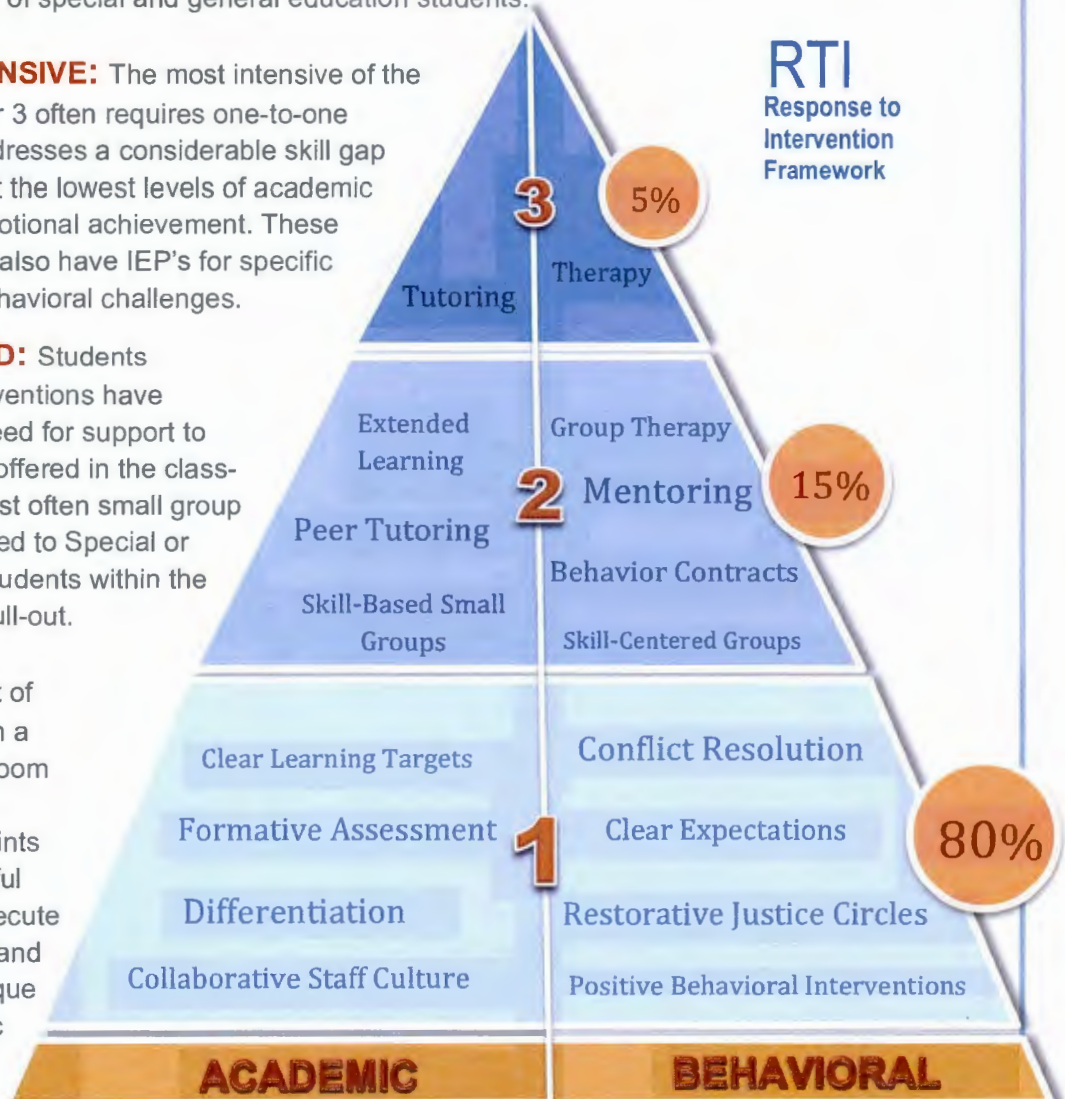 of special and general education students.
NSIVE: The most intensive of the
r 3 often requires one-to-one
dresses a considerable skill gap
t the lowest levels of academic
otional achievement. These
also have IEP's for specific
havioral challenges.
D: Students
ventions have
eed for support to
offered in the class-
st often small group
ed to Special or
tudents within the
ull-out.
t of
n a
oom
ints
ful
ecute
and
que
c
RTI
Response to
Intervention
Framework
3
5%
Tutoring
Therapy
Extended
Learning
Peer Tutoring
Skill-Based Small
Groups
2
Group Therapy
Mentoring
15%
Behavior Contracts
Skill-Centered Groups
Clear Learning Targets
Formative Assessment
Differentiation
Collaborative Staff Culture
1
Conflict Resolution
Clear Expectations
80%
Restorative Justice Circles
Positive Behavioral Interventions
ACADEMIC
BEHAVIORAL